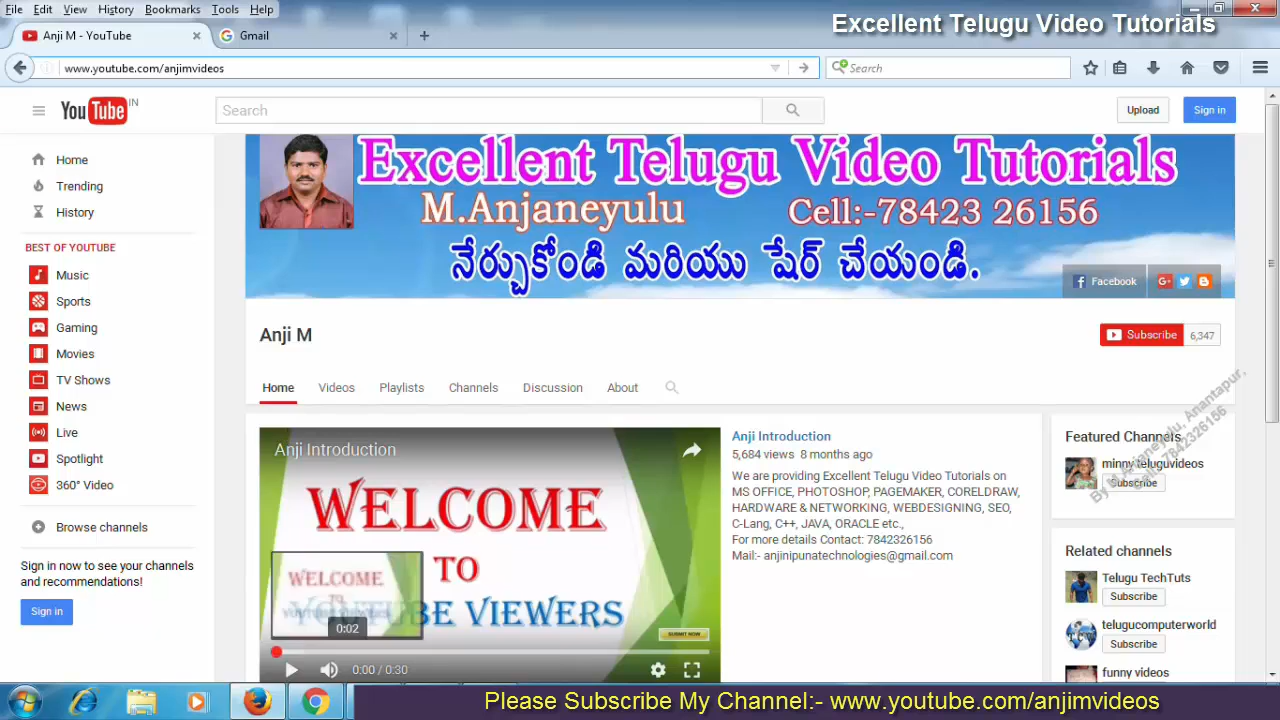 File Edit View History Bookmarks Tools Help
Excellent Telugu Video Tutorials
Anji M - YouTube
Gmail
www.youtube.com/anjimvideos
Search
YouTube IN
Search
Upload
Sign in
Home
Trending
History
BEST OF YOUTUBE
Music
Sports
Gaming
Movies
TV Shows
News
Live
Spotlight
360° Video
Browse channels
Sign in now to see your channels
and recommendations!
Sign in
Excellent Telugu Video Tutorials
M.Anjaneyulu
Cell:-78423 26156
నేర్చుకోండి మరియు షేర్ చేయండి.
Facebook
Anji M
Subscribe 6,347
Home Videos Playlists Channels Discussion About
Anji Introduction
WELCOME
TO
YOUTUBE VIEWERS
WELCOME
0:02
SUBMIT NOW
0:00 / 0:30
Anji Introduction
5,684 views 8 months ago
We are providing Excellent Telugu Video Tutorials on
MS OFFICE, PHOTOSHOP, PAGEMAKER, CORELDRAW,
HARDWARE & NETWORKING, WEBDESIGNING, SEO,
C-Lang, C++, JAVA, ORACLE etc.,
For more details Contact: 7842326156
Mail:- anjinipunatechnologies@gmail.com
Featured Channels
minny teluguvideos
Subscribe
Related channels
Telugu TechTuts
Subscribe
telugucomputerworld
Subscribe
funny videos
Anjaneyulu, Anantapur.
7842326156
Please Subscribe My Channel:- www.youtube.com/anjimvideos